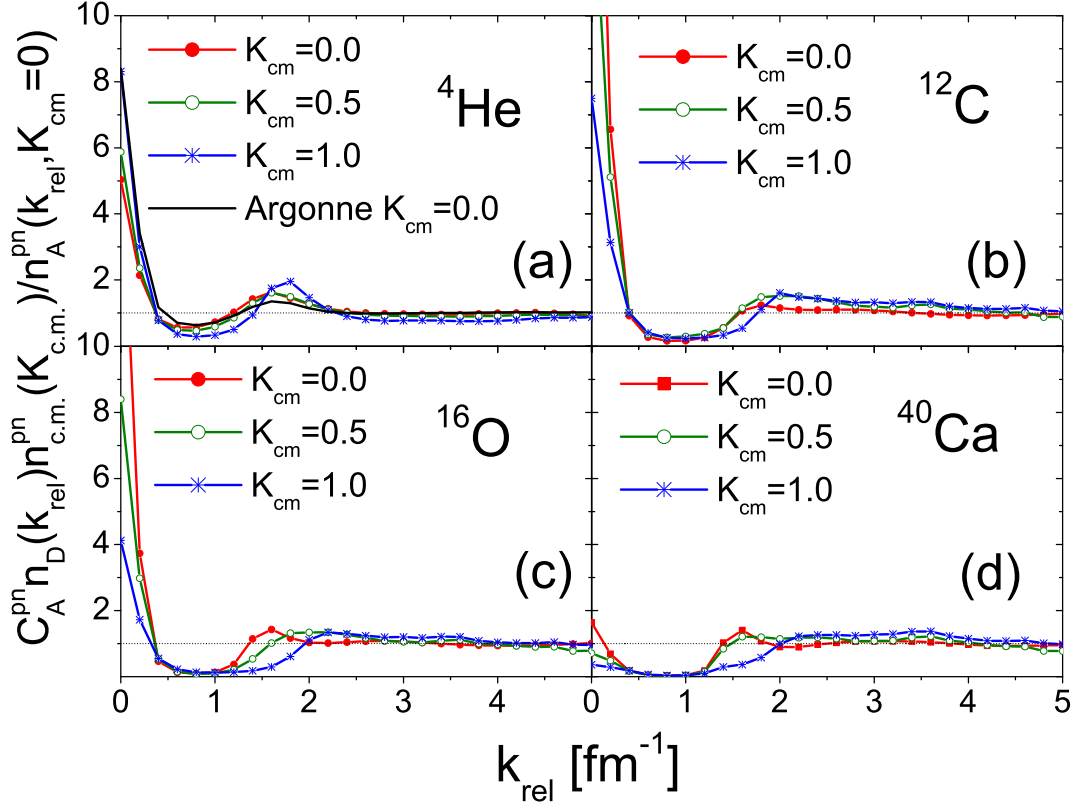 C_A^pn n_D(k_rel)n_c.m.^pn(K_c.m.)/n_A^pn(k_rel,K_cm=0)
10
8
6
4
2
K_cm=0.0
K_cm=0.5
K_cm=1.0
Argonne K_cm=0.0
^4He
(a)
K_cm=0.0
K_cm=0.5
K_cm=1.0
^12C
(b)
10
8
6
4
2
K_cm=0.0
K_cm=0.5
K_cm=1.0
^16O
(c)
K_cm=0.0
K_cm=0.5
K_cm=1.0
^40Ca
(d)
0 1 2 3 4 0 1 2 3 4 5
k_rel [fm^-1]